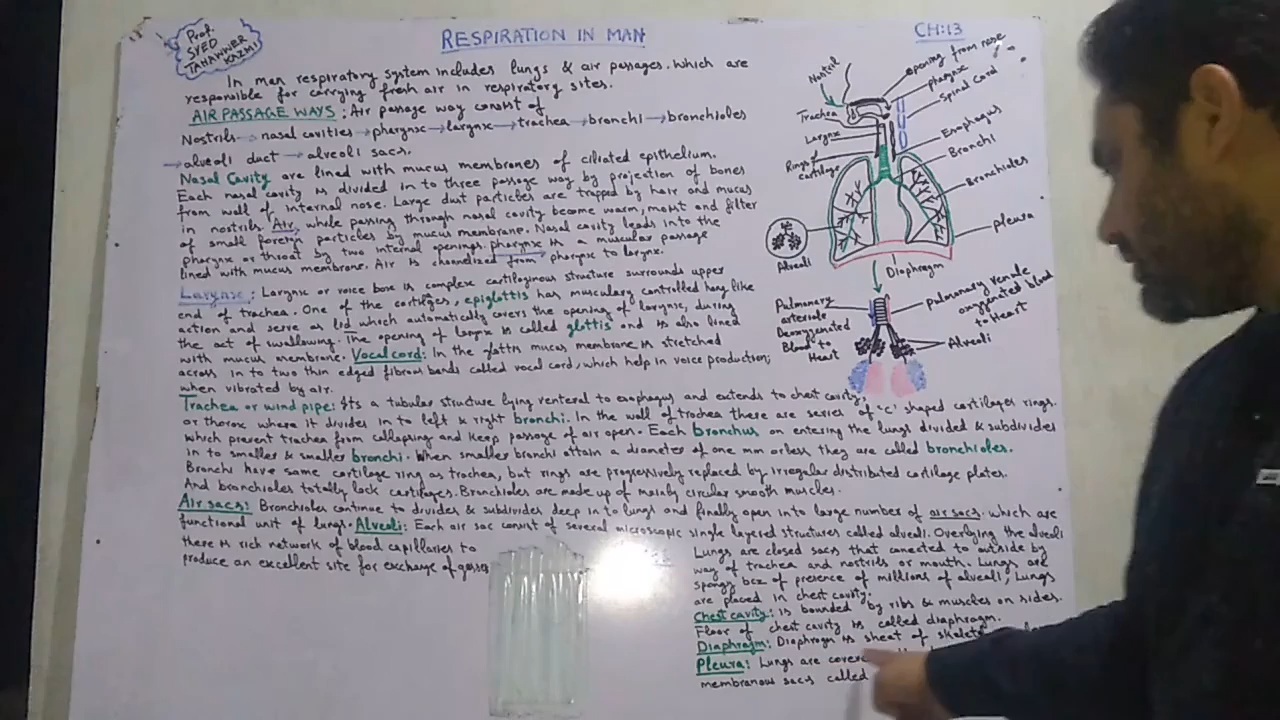 Prof.
SYED
TAHAWWER
KAZMI
RESPIRATION IN MAN
CH:13
In man respiratory system includes lungs & air passages. which are
responsible for carrying fresh air in respiratory sites.
AIR PASSAGE WAYS: Air passage way consist of
Nostrils → nasal cavities → pharynx → larynx → trachea → bronchi → bronchioles
→ alveoli duct → alveoli sacs.
Nasal Cavity are lined with mucus membranes of ciliated epithelium.
Each nasal cavity is divided in to three passage way by projection of bones
from wall of internal nose. Large dust particles are trapped by hair and mucus
in nostrils. Air, while passing through nasal cavity become warm, moist and filter
of small foreign particles by mucus membrane. Nasal cavity leads into the
pharynx or throat by two internal openings. pharynx is a muscular passage
lined with mucus membrane. Air is channelized from pharynx to larynx.
Larynx: Larynx or voice bone is complex cartilaginous structure surrounds upper
end of trachea. One of the cartilages, epiglottis has muscularly controlled hing like
action and serve as lid which automatically covers the opening of larynx, during
the act of swallowing. The opening of larynx is called glottis and is also lined
with mucus membrane. Vocal cord: In the glottis mucus membrane is stretched
across in to two thin edged fibrous bands called vocal cord, which help in voice production;
when vibrated by air.
Trachea or wind pipe: Its a tubular structure lying venteral to esophagus and extends to chest cavity,
or thorax where it divides in to left & right bronchi. In the wall of trachea there are series of "C" shaped cartilages rings.
which prevent trachea from collapsing and keep passage of air open. Each bronchus on entering the lungs divided & subdivides
in to smaller & smaller bronchi. When smaller bronchi attain a diameter of one mm or less they are called bronchioles.
Bronchi have same cartilage ring as trachea, but rings are progressively replaced by irregular distributed cartilage plates.
And bronchioles totally lack cartilages. Bronchioles are made up of mainly circular smooth muscles.
Air sacs: Bronchioles continue to divides & subdivides deep in to lungs and finally open into large number of air sacs. which are
functional unit of lungs. Alveoli: Each air sac consist of several microscopic single layered structures called alveoli. Overlying the alveoli
there is rich network of blood capillaries to
produce an excellent site for exchange of gases
Lungs are closed sacs that conected to outside by
way of trachea and nostrils or mouth. Lungs are
spongy bcz of presence of millions of alveoli, Lungs
are placed in chest cavity.
Chest cavity: is bounded by ribs & muscles on sides.
Floor of chest cavity is called diaphragm.
Diaphragm: Diaphragm is sheet of
Pleura: Lungs are
membranous sacs called
Nostril
opening from nose
pharynx
Spinal Cord
Trachea
Larynx
Rings of
cartilage
Esophagus
Bronchi
Bronchioles
pleura
Alveoli
Diaphragm
Pulmonary
arteriole
Deoxygenated
Blood to
Heart
pulmonary venule
oxygenated blood
to Heart
Alveoli